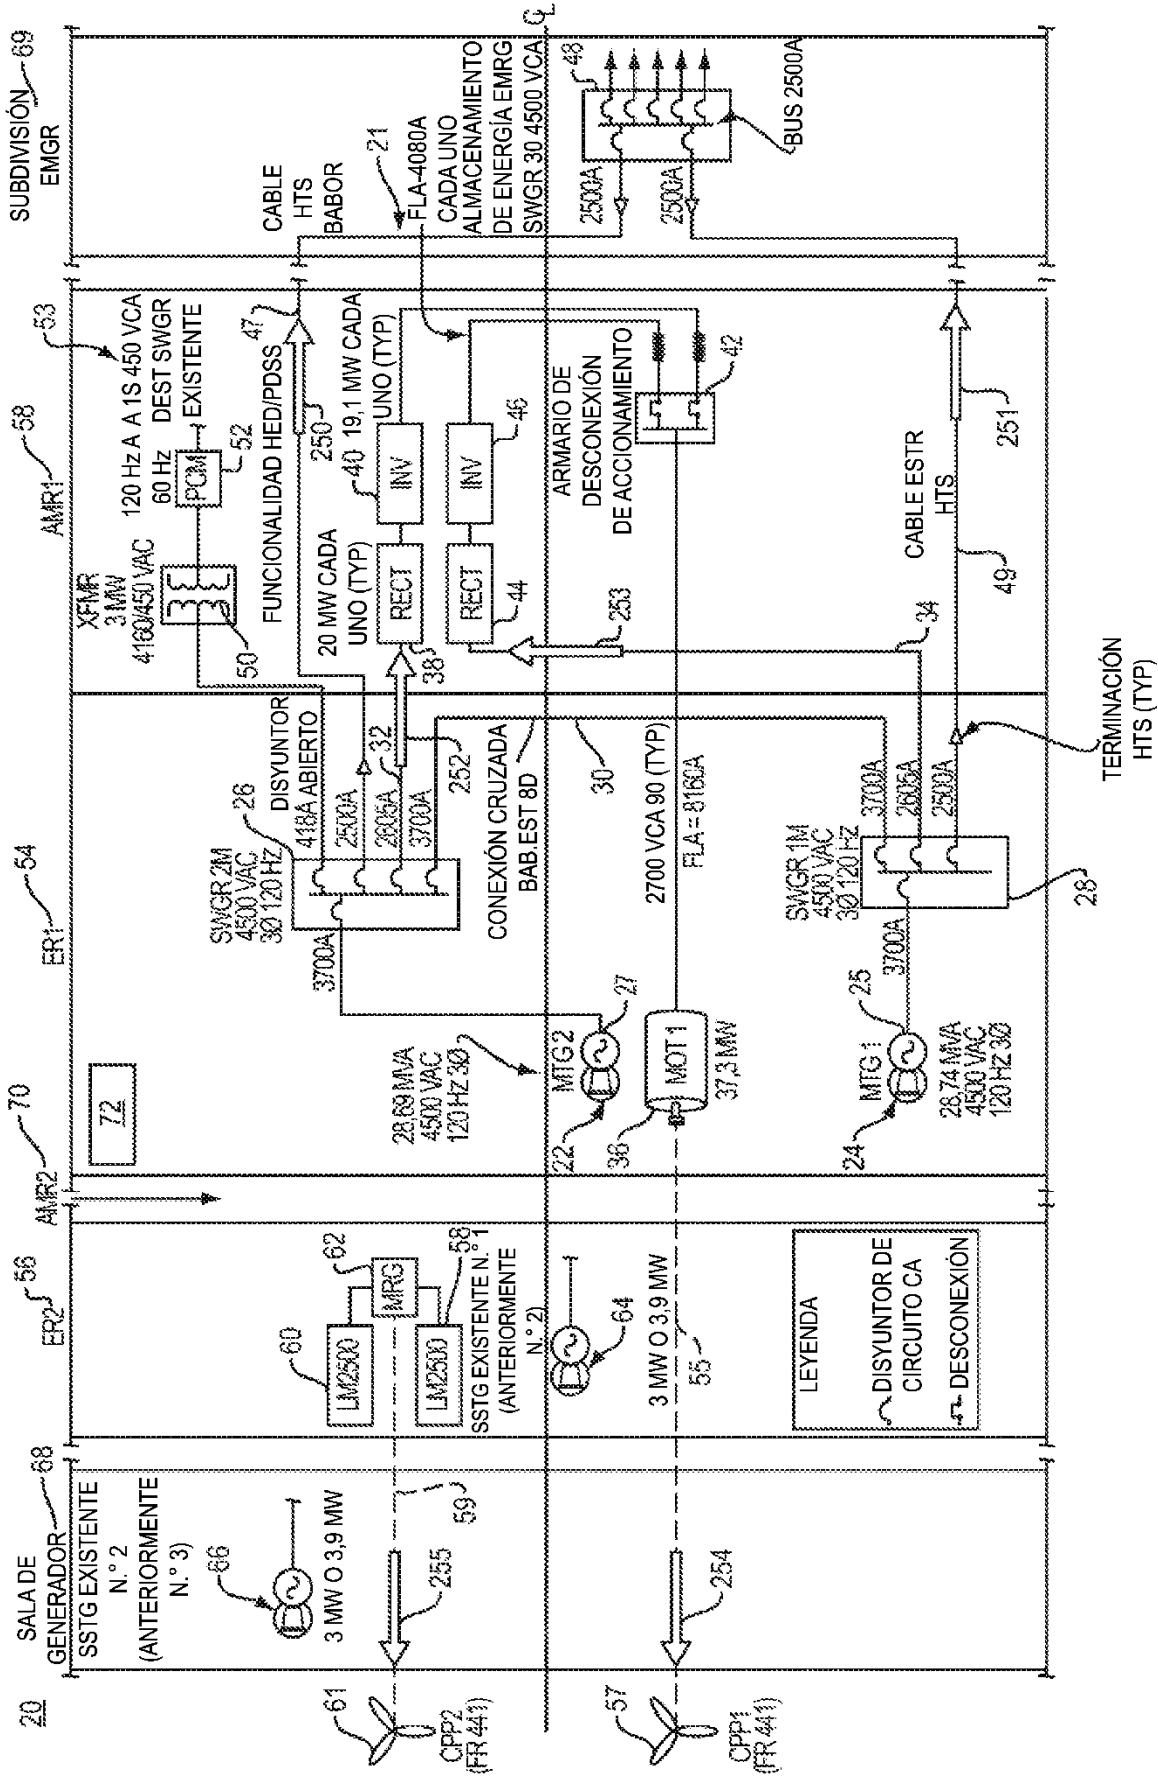 20
SALA DE
GENERADOR
68
ER2
56
AMR2
70
ER1
54
AMR1
58
SUBDIVISIÓN
EMGR
69
SSTG EXISTENTE
N.° 2
(ANTERIORMENTE
N.° 3)
66
3 MW O 3,9 MW
59
255
61
CPP2
(FR 441)
254
57
CPP1
(FR 441)
60
LM2500
62
MRG
LM2500
58
SSTG EXISTENTE N.° 1
(ANTERIORMENTE
N.° 2)
64
3 MW O 3,9 MW
55
LEYENDA
DISYUNTOR DE
CIRCUITO CA
DESCONEXIÓN
72
28,69 MVA
4500 VAC
120 Hz 3Ø
MTG 2
27
22
MOT 1
36
37,3 MW
MTG 1
25
24
28,74 MVA
4500 VAC
120 Hz 3Ø
SWGR 2M
4500 VAC
3Ø 120 Hz
26
3700A
DISYUNTOR
418A ABIERTO
2500A
2605A
3700A
32
252
CONEXIÓN CRUZADA
BAB.EST 8D
30
2700 VCA 90 (TYP)
FLA = 8160A
SWGR 1M
4500 VAC
3Ø 120 Hz
3700A
3700A
2605A
2500A
28
TERMINACIÓN
HTS (TYP)
XFMR
3 MW
4160/450 VAC
50
120 Hz A A 1S 450 VCA
60 Hz DEST SWGR
53
PCM
EXISTENTE
52
FUNCIONALIDAD HED/PDSS
47
250
20 MW CADA
UNO (TYP)
RECT
38
INV
40
19,1 MW CADA
UNO (TYP)
RECT
44
INV
46
253
34
ARMARIO DE
DESCONEXIÓN
DE ACCIONAMIENTO
42
CABLE ESTR
HTS
49
251
CABLE
HTS
BABOR
21
FLA-4080A
CADA UNO
ALMACENAMIENTO
DE ENERGÍA EMRG
SWGR 30 4500 VCA
CL
2500A
2500A
48
BUS 2500A